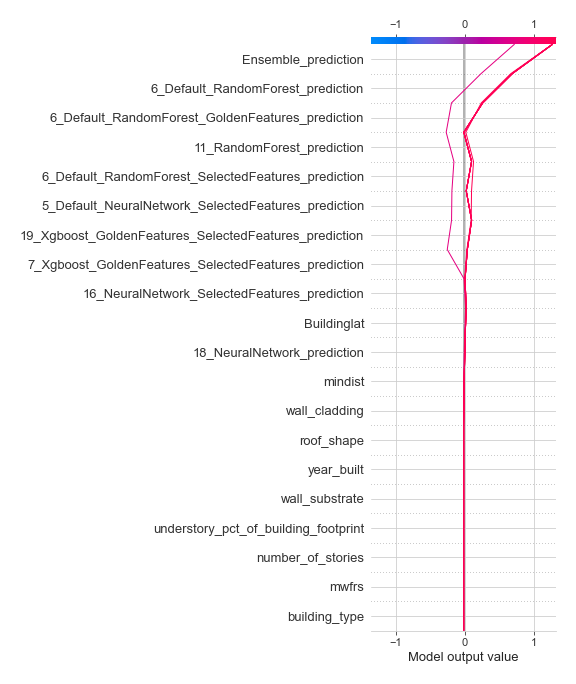 −1 0 1
Ensemble_prediction
6_Default_RandomForest_prediction
6_Default_RandomForest_GoldenFeatures_prediction
11_RandomForest_prediction
6_Default_RandomForest_SelectedFeatures_prediction
5_Default_NeuralNetwork_SelectedFeatures_prediction
19_Xgboost_GoldenFeatures_SelectedFeatures_prediction
7_Xgboost_GoldenFeatures_SelectedFeatures_prediction
16_NeuralNetwork_SelectedFeatures_prediction
Buildinglat
18_NeuralNetwork_prediction
mindist
wall_cladding
roof_shape
year_built
wall_substrate
understory_pct_of_building_footprint
number_of_stories
mwfrs
building_type
−1 0 1
Model output value